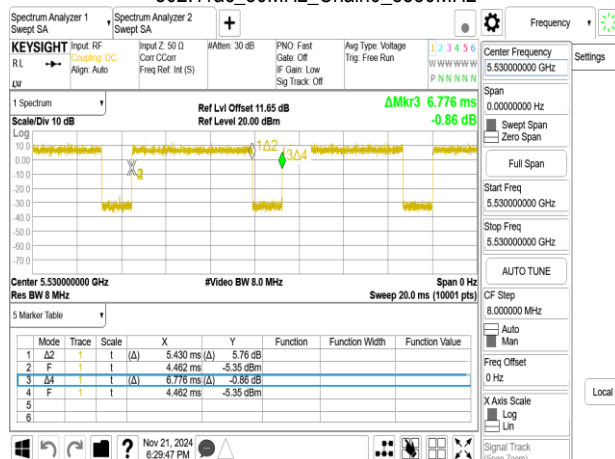 Spectrum Analyzer 1
Swept SA
Spectrum Analyzer 2
Swept SA
+
Frequency
Settings
KEYSIGHT
RL
Input: RF
Coupling: DC
Align: Auto
Input Z: 50 Ω
Corr CCorr
Freq Ref: Int (S)
#Atten: 30 dB
PNO: Fast
Gate: Off
IF Gain: Low
Sig Track: Off
Avg Type: Voltage
Trig: Free Run
1 2 3 4 5 6
W W W W W W
P N N N N N
1 Spectrum
Scale/Div 10 dB
Ref Lvl Offset 11.65 dB
Ref Level 20.00 dBm
ΔMkr3 6.776 ms
-0.86 dB
Log
10.0
0.00
-10.0
-20.0
-30.0
-40.0
-50.0
-60.0
-70.0
1Δ2
3Δ4
Center 5.530000000 GHz
Res BW 8 MHz
#Video BW 8.0 MHz
Span 0 Hz
Sweep 20.0 ms (10001 pts)
5 Marker Table
Mode Trace Scale X Y Function Function Width Function Value
1 Δ2 1 t (Δ) 5.430 ms (Δ) 5.76 dB
2 F 1 t 4.462 ms -5.35 dBm
3 Δ4 1 t (Δ) 6.776 ms (Δ) -0.86 dB
4 F 1 t 4.462 ms -5.35 dBm
5
6
Nov 21, 2024
6:29:47 PM
?
Center Frequency
5.530000000 GHz
Span
0.00000000 Hz
Swept Span
Zero Span
Full Span
Start Freq
5.530000000 GHz
Stop Freq
5.530000000 GHz
AUTO TUNE
CF Step
8.000000 MHz
Auto
Man
Freq Offset
0 Hz
X Axis Scale
Log
Lin
Signal Track
(Span Zoom)
Local